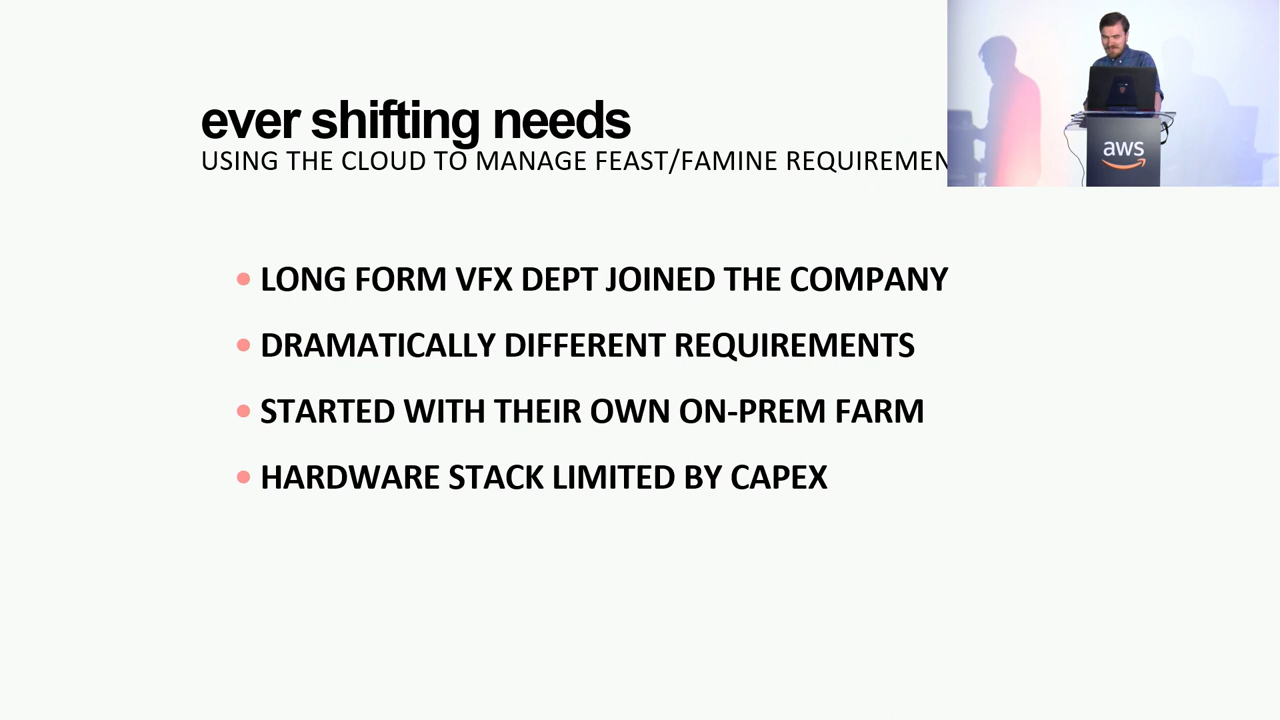 ever shifting needs
USING THE CLOUD TO MANAGE FEAST/FAMINE
LONG FORM VFX DEPT JOINED THE COMPANY
DRAMATICALLY DIFFERENT REQUIREMENTS
STARTED WITH THEIR OWN ON-PREM FARM
HARDWARE STACK LIMITED BY CAPEX
aws